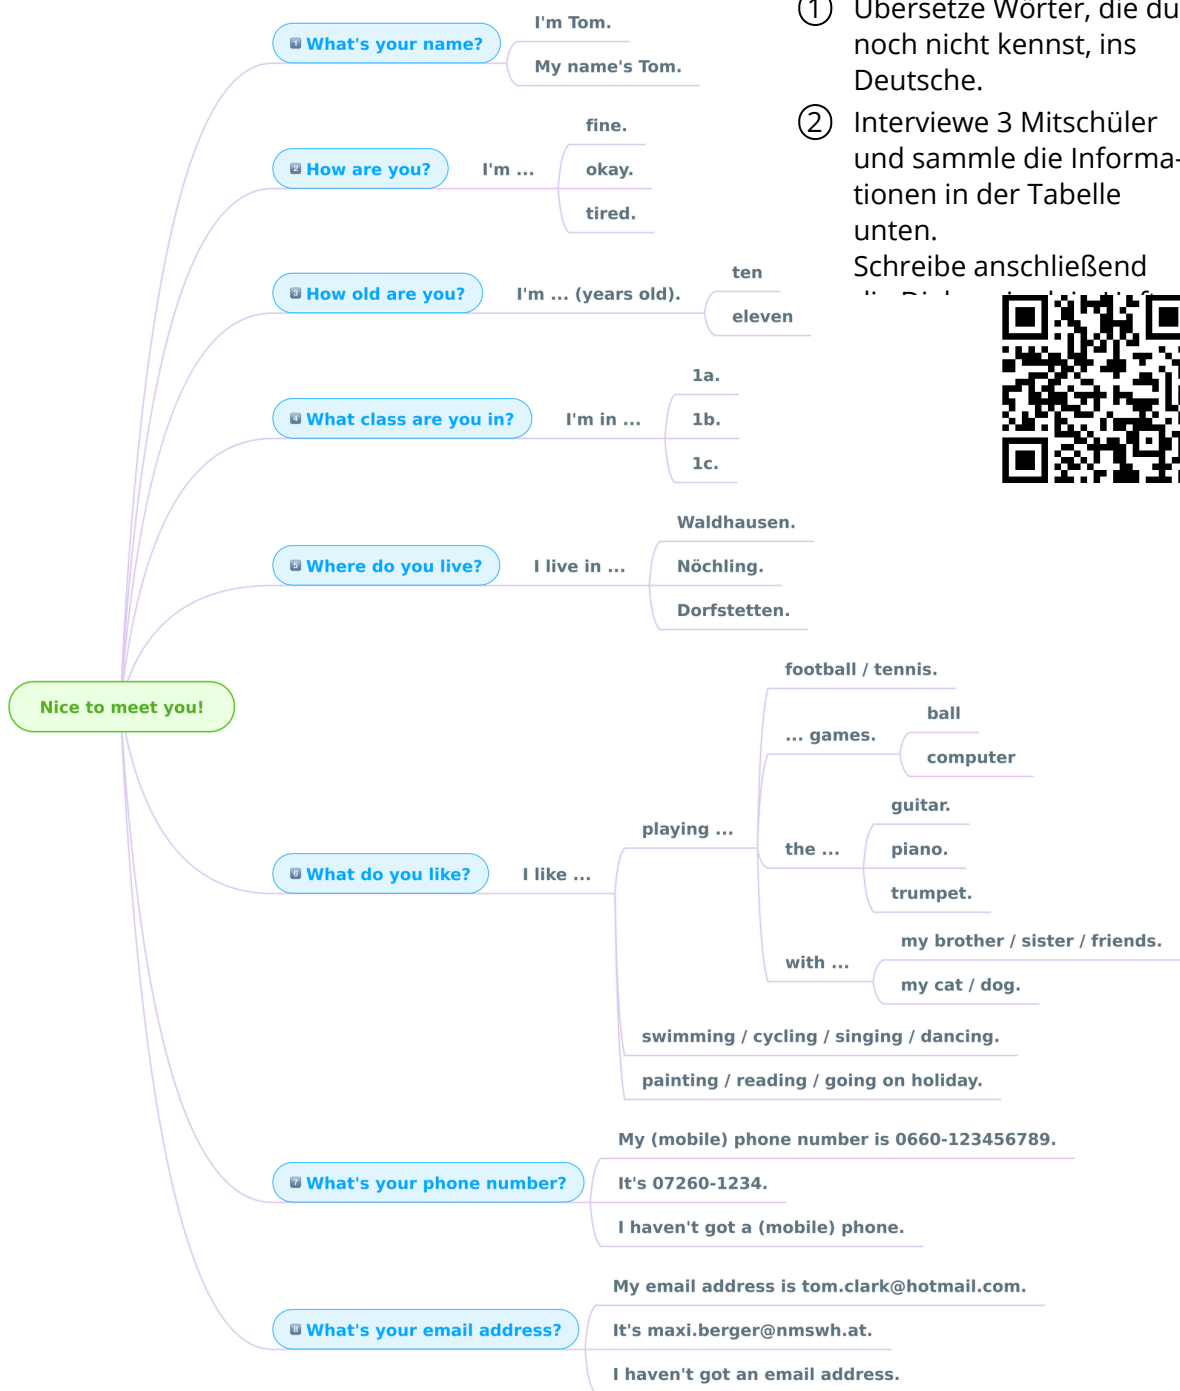 What's your name?
I'm Tom.
My name's Tom.
How are you?
I'm ...
fine.
okay.
tired.
How old are you?
I'm ... (years old).
ten
eleven
What class are you in?
I'm in ...
1a.
1b.
1c.
Where do you live?
I live in ...
Waldhausen.
Nöchling.
Dorfstetten.
Nice to meet you!
What do you like?
I like ...
playing ...
football / tennis.
... games.
ball
computer
the ...
guitar.
piano.
trumpet.
with ...
my brother / sister / friends.
my cat / dog.
swimming / cycling / singing / dancing.
painting / reading / going on holiday.
What's your phone number?
My (mobile) phone number is 0660-123456789.
It's 07260-1234.
I haven't got a (mobile) phone.
What's your email address?
My email address is tom.clark@hotmail.com.
It's maxi.berger@nmswh.at.
I haven't got an email address.
① Übersetze Wörter, die du
noch nicht kennst, ins
Deutsche.
② Interviewe 3 Mitschüler
und sammle die Informa-
tionen in der Tabelle
unten.
Schreibe anschließend